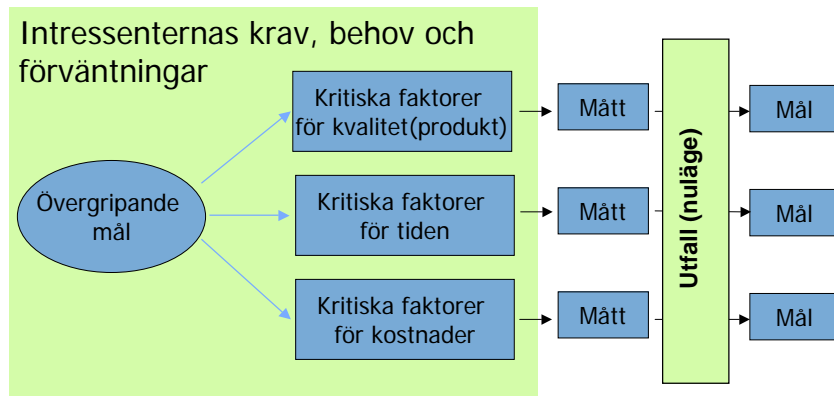 Intressenternas krav, behov och
förväntningar
Övergripande
mål
Kritiska faktorer
för kvalitet(produkt)
Mått
Mål
Kritiska faktorer
för tiden
Mått
Mål
Kritiska faktorer
för kostnader
Mått
Mål
Utfall (nuläge)